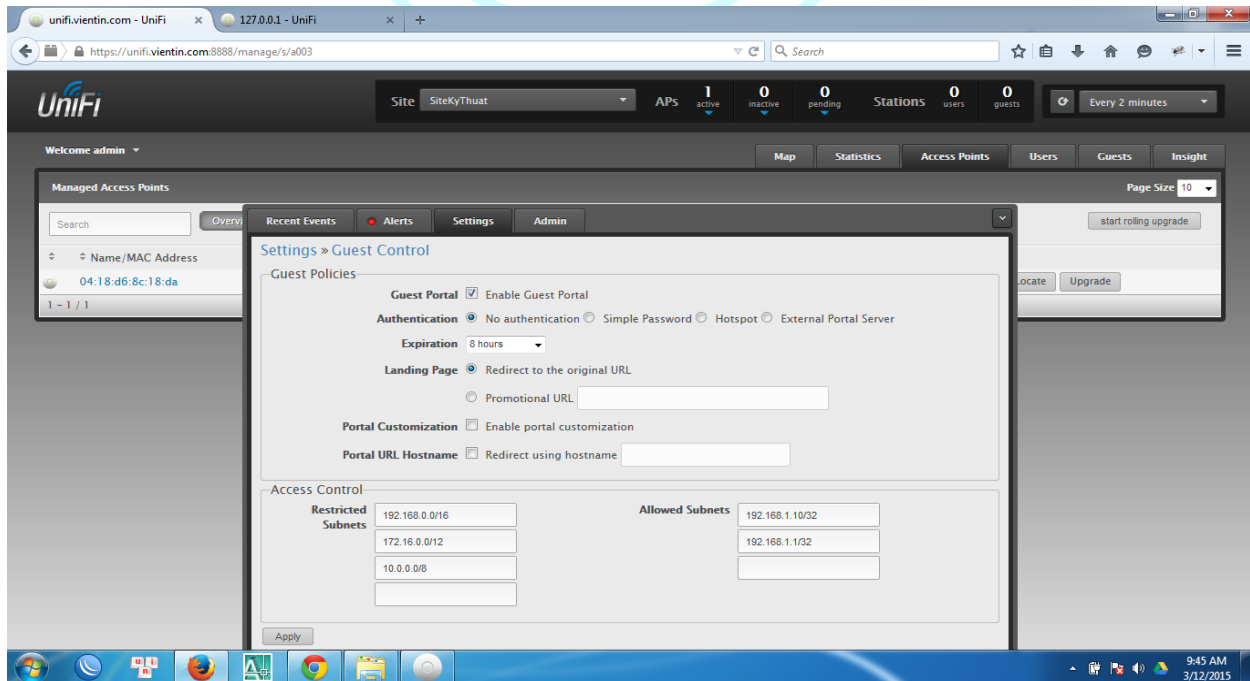 unifi.vientin.com - UniFi × 127.0.0.1 - UniFi × +
https://unifi.vientin.com:8888/manage/s/a003 Search
UniFi Site SiteKyThuat APs 1 active 0 inactive 0 pending Stations 0 users 0 guests Every 2 minutes
Welcome admin Map Statistics Access Points Users Guests Insight
Managed Access Points Page Size 10
Search Overvi start rolling upgrade
Recent Events Alerts Settings Admin
Name/MAC Address
04:18:d6:8c:18:da ocate Upgrade
1 - 1 / 1
Settings » Guest Control
Guest Policies
Guest Portal Enable Guest Portal
Authentication No authentication Simple Password Hotspot External Portal Server
Expiration 8 hours
Landing Page Redirect to the original URL
Promotional URL
Portal Customization Enable portal customization
Portal URL Hostname Redirect using hostname
Access Control
Restricted Subnets 192.168.0.0/16 Allowed Subnets 192.168.1.10/32
172.16.0.0/12 192.168.1.1/32
10.0.0.0/8
Apply
9:45 AM
3/12/2015